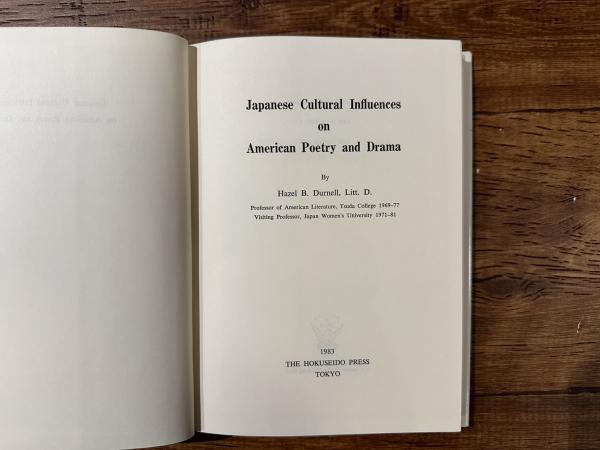 Japanese Cultural Influences
on
American Poetry and Drama
By
Hazel B. Durnell, Litt. D.
Professor of American Literature, Tsuda College 1969-77
Visiting Professor, Japan Women's University 1971-81
1983
THE HOKUSEIDO PRESS
TOKYO